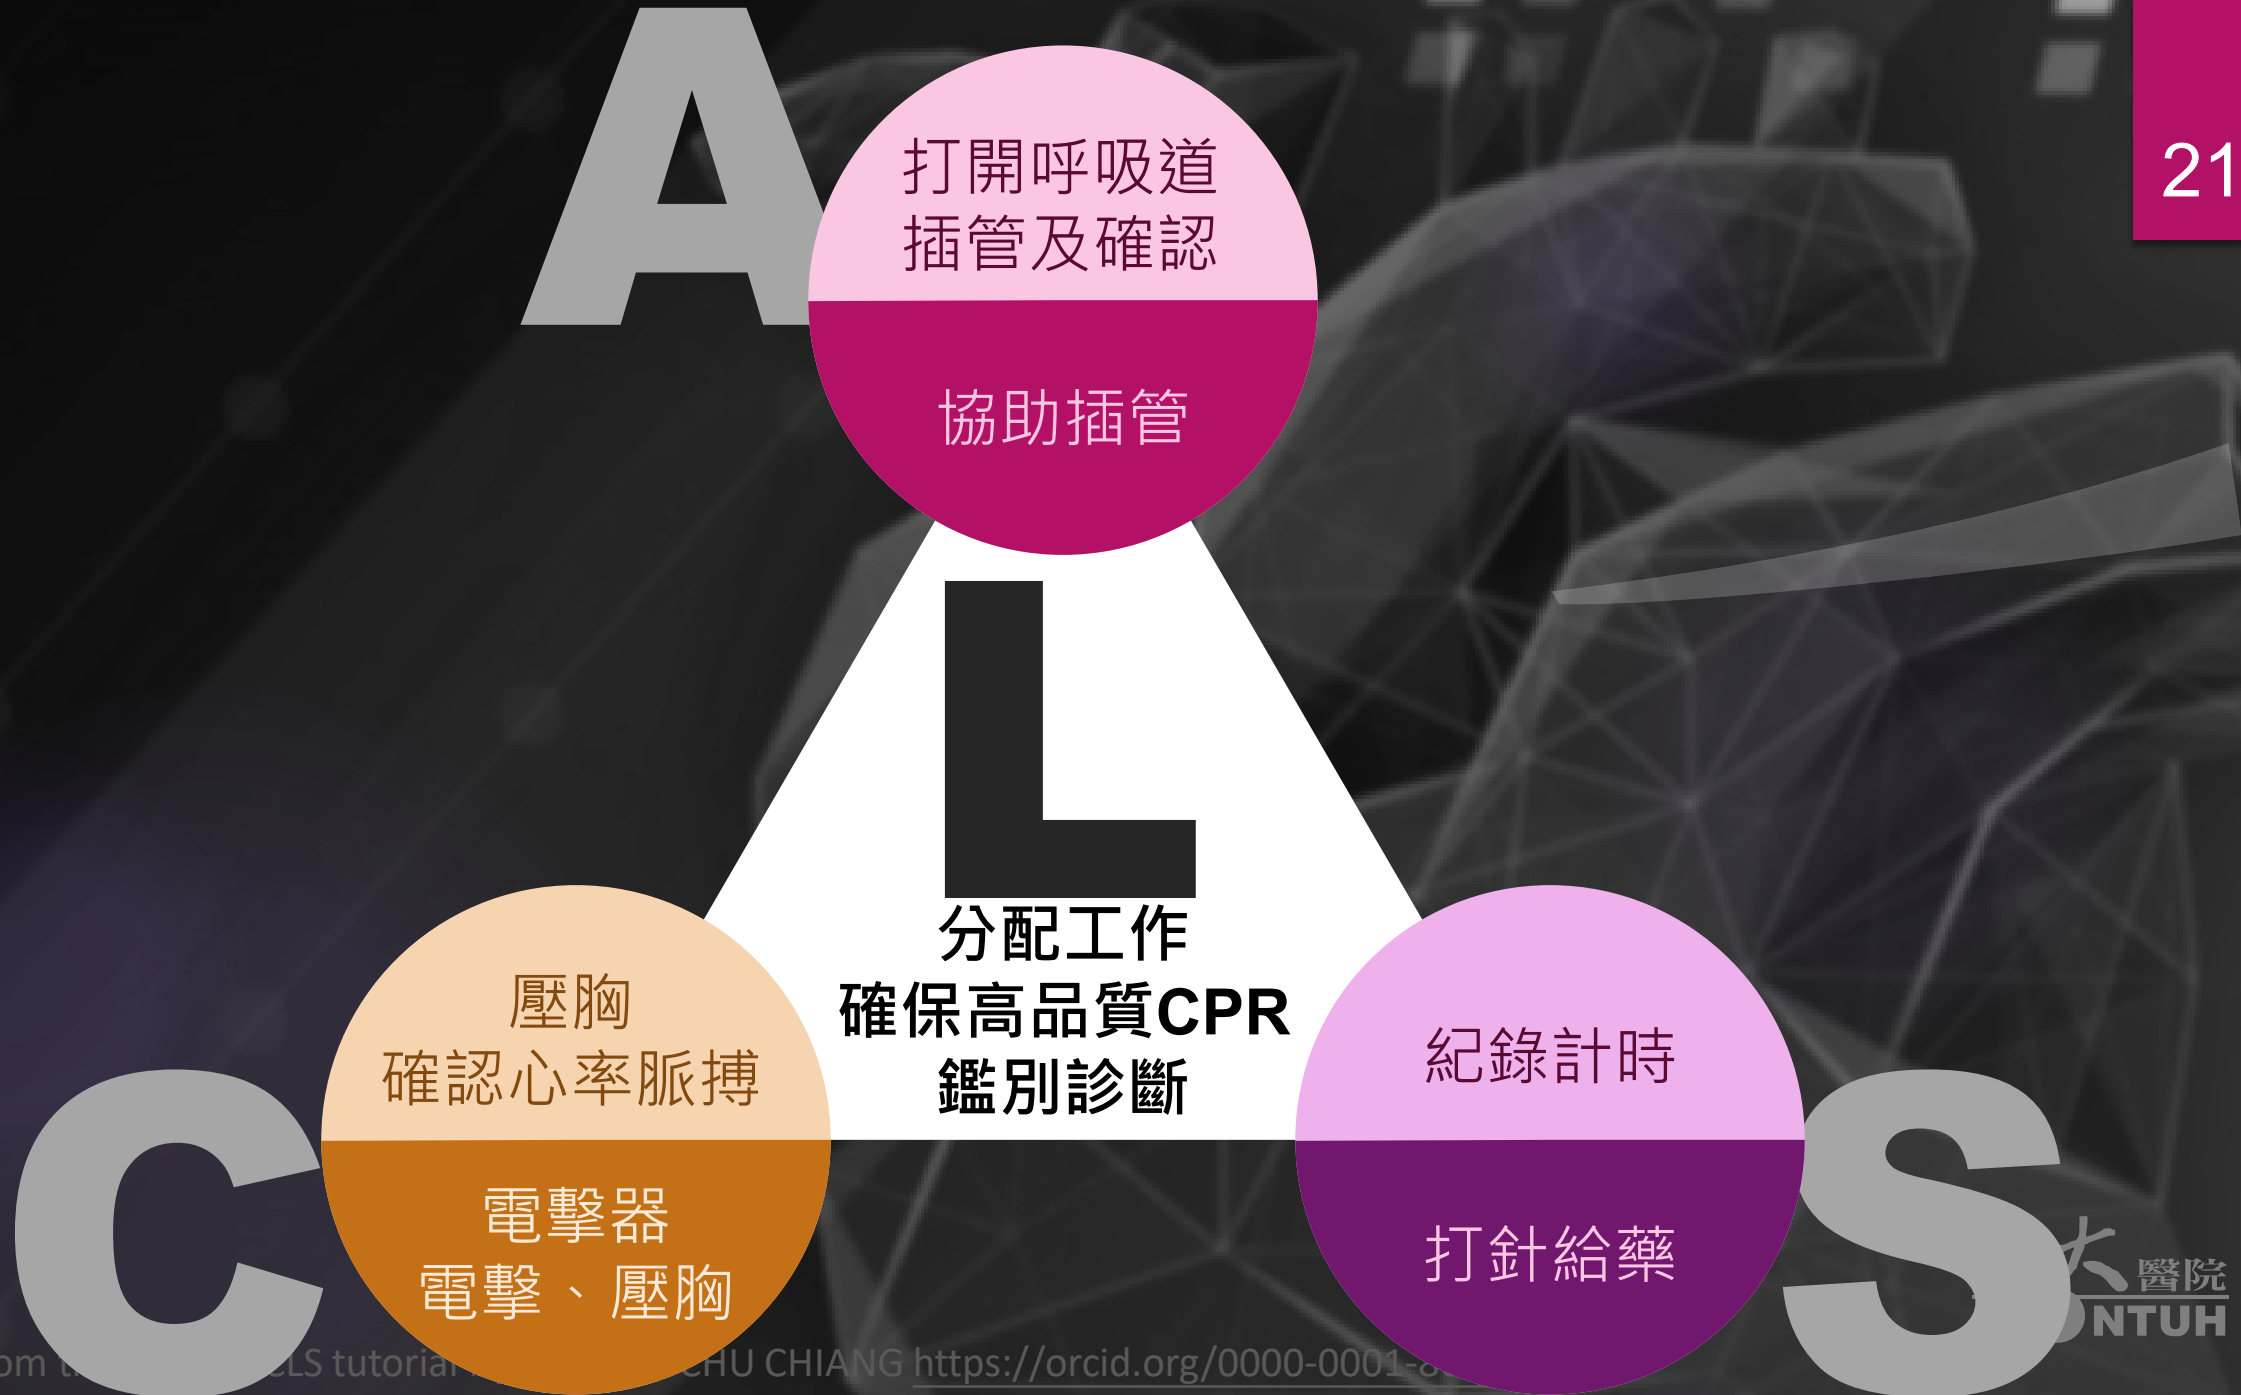 A
打開呼吸道
插管及確認
協助插管
21
L
分配工作
確保高品質CPR
鑑別診斷
C
壓胸
確認心率脈搏
電擊器
電擊、壓胸
S
紀錄計時
打針給藥
醫院
NTUH
tutorial CHU CHIANG https://orcid.org/0000-0001-8